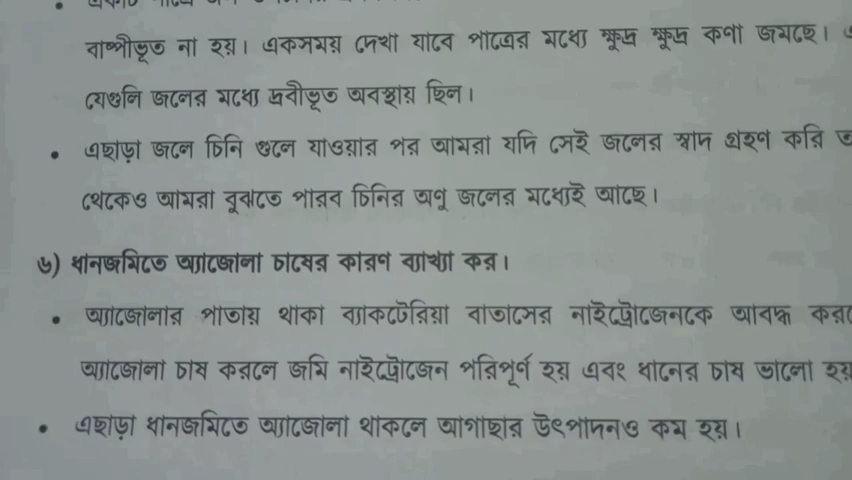 বাষ্পীভূত না হয়। একসময় দেখা যাবে পাত্রের মধ্যে ক্ষুদ্র ক্ষুদ্র কণা জমছে।
যেগুলি জলের মধ্যে দ্রবীভূত অবস্থায় ছিল।
• এছাড়া জলে চিনি গুলে যাওয়ার পর আমরা যদি সেই জলের স্বাদ গ্রহণ করি
থেকেও আমরা বুঝতে পারব চিনির অণু জলের মধ্যেই আছে।
৬) ধানজমিতে অ্যাজোলা চাষের কারণ ব্যাখ্যা কর।
• অ্যাজোলার পাতায় থাকা ব্যাকটেরিয়া বাতাসের নাইট্রোজেনকে আবদ্ধ
অ্যাজোলা চাষ করলে জমি নাইট্রোজেন পরিপূর্ণ হয় এবং ধানের চাষ ভালো হয়
• এছাড়া ধানজমিতে অ্যাজোলা থাকলে আগাছার উৎপাদনও কম হয়।